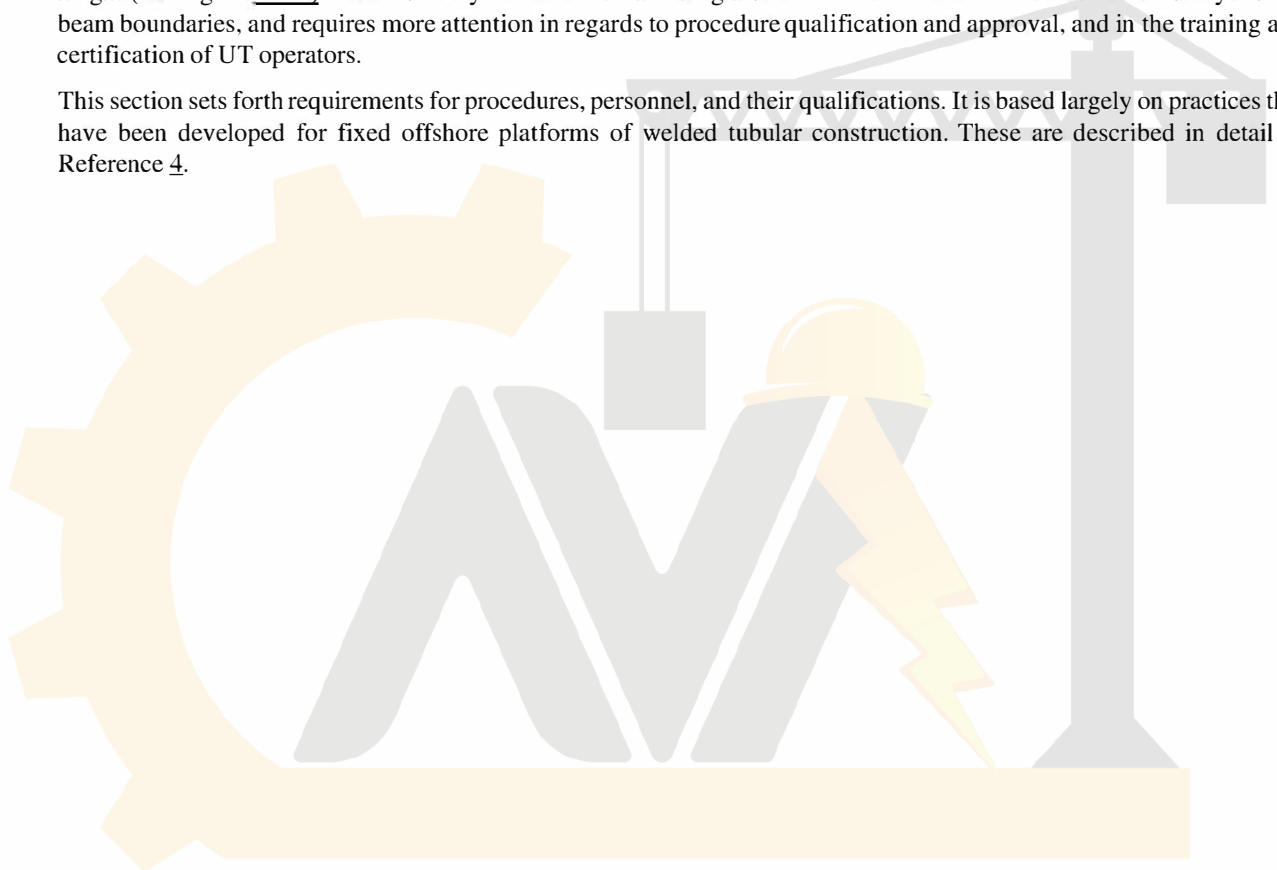 beam boundaries, and requires more attention in regards to procedure qualification and approval, and in the training
certification of UT operators.
This section sets forth requirements for procedures, personnel, and their qualifications. It is based largely on practices
have been developed for fixed offshore platforms of welded tubular construction. These are described in detail
Reference 4.